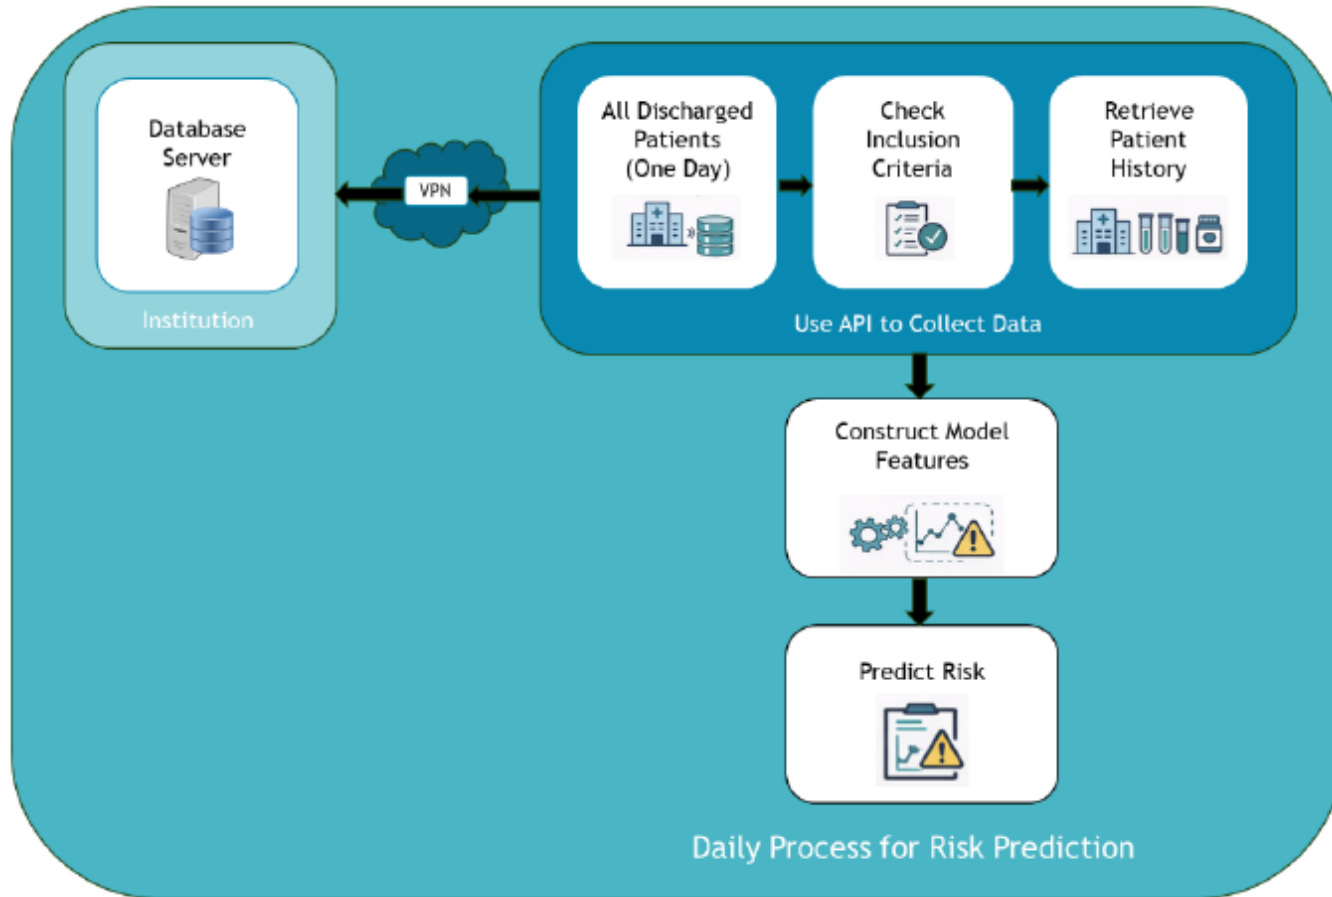 Database
Server
Institution
VPN
All Discharged
Patients
(One Day)
Check
Inclusion
Criteria
Retrieve
Patient
History
Use API to Collect Data
Construct Model
Features
Predict Risk
Daily Process for Risk Prediction